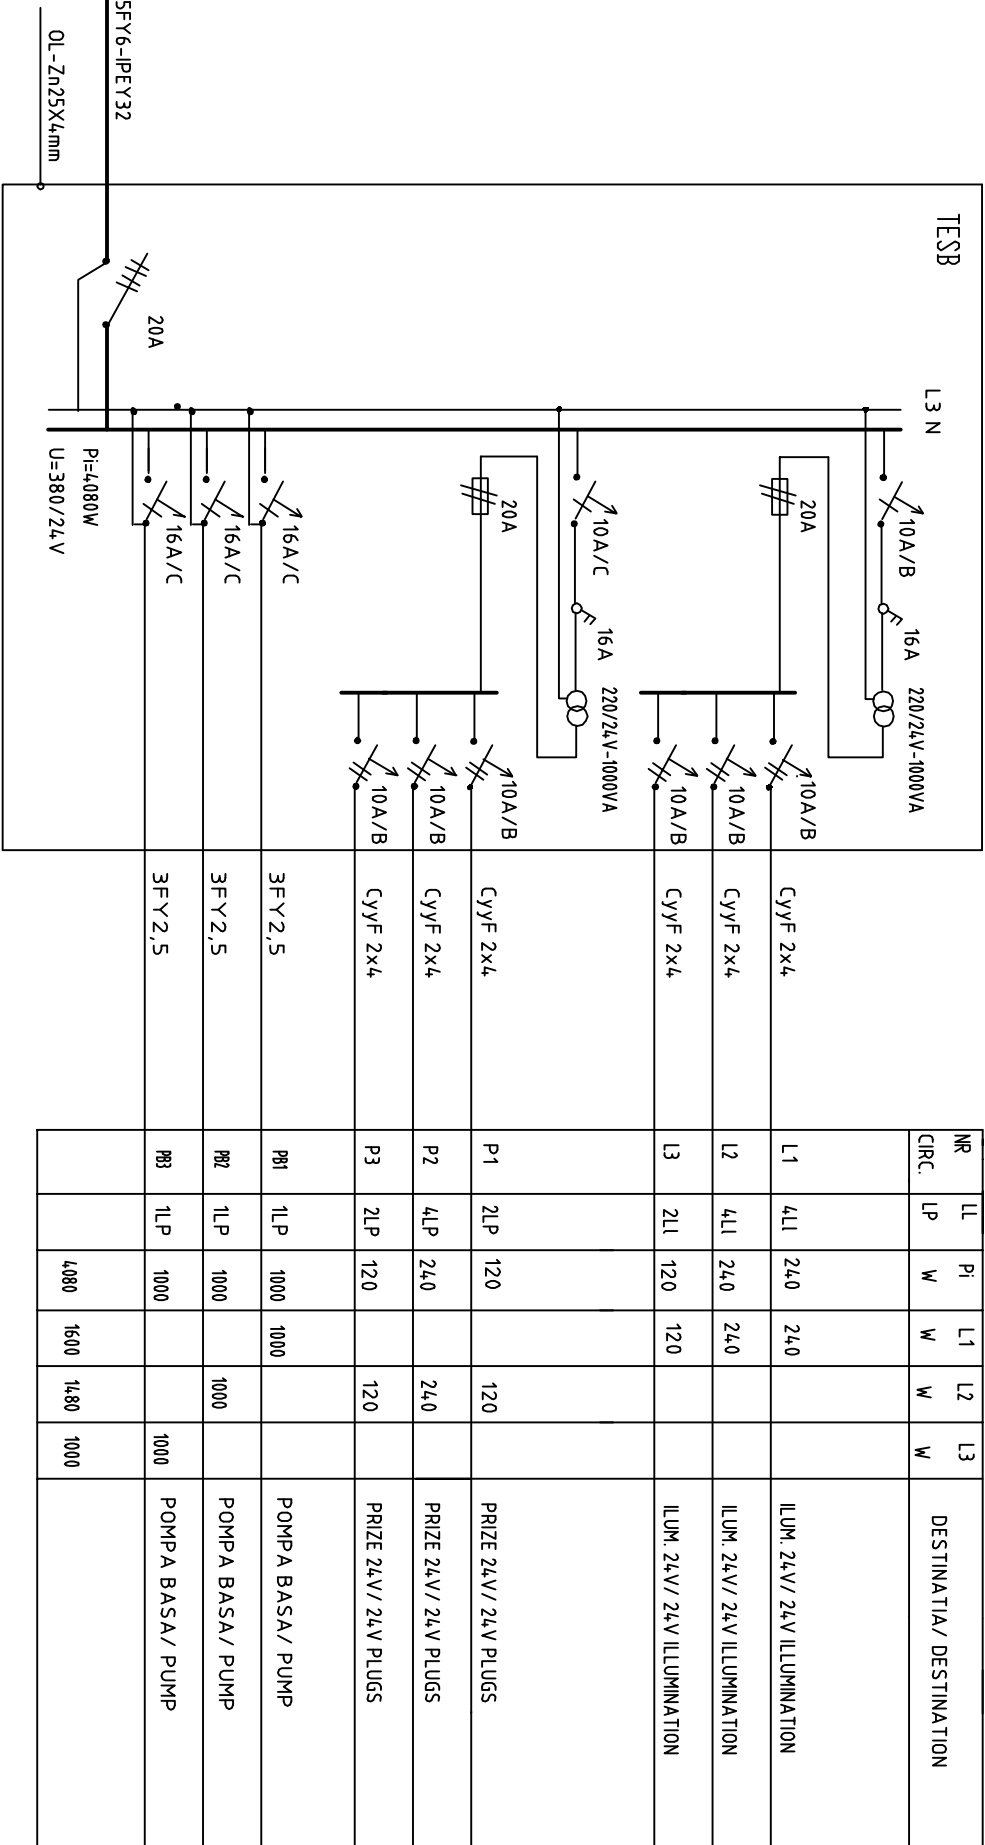 TESB
L3 N
5FY6-IPEY32
OL-Zn25X4mm
20A
Pi=4080W
U=380/24V
10A/B
16A
220/24V-1000VA
20A
10A/B
10A/B
10A/B
10A/C
16A
220/24V-1000VA
20A
10A/B
10A/B
10A/B
16A/C
16A/C
16A/C
CyyF 2x4
CyyF 2x4
CyyF 2x4
CyyF 2x4
CyyF 2x4
CyyF 2x4
3FY2,5
3FY2,5
3FY2,5
NR LL Pi L1 L2 L3 DESTINATIA/ DESTINATION
CIRC. LP W W W W
L1 4Ll 240 240 ILUM. 24V/ 24V ILLUMINATION
L2 4Ll 240 240 ILUM. 24V/ 24V ILLUMINATION
L3 2Ll 120 120 ILUM. 24V/ 24V ILLUMINATION
P1 2LP 120 120 PRIZE 24V/ 24V PLUGS
P2 4LP 240 240 PRIZE 24V/ 24V PLUGS
P3 2LP 120 120 PRIZE 24V/ 24V PLUGS
PB1 1LP 1000 1000 POMPA BASA/ PUMP
PB2 1LP 1000 1000 POMPA BASA/ PUMP
PB3 1LP 1000 1000 POMPA BASA/ PUMP
4080 1600 1480 1000